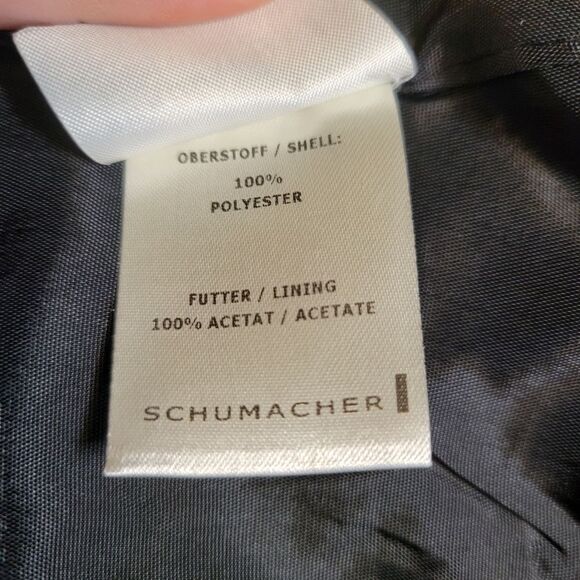 OBERSTOFF / SHELL:
100%
POLYESTER
FUTTER / LINING
100% ACETAT / ACETATE
SCHUMACHER